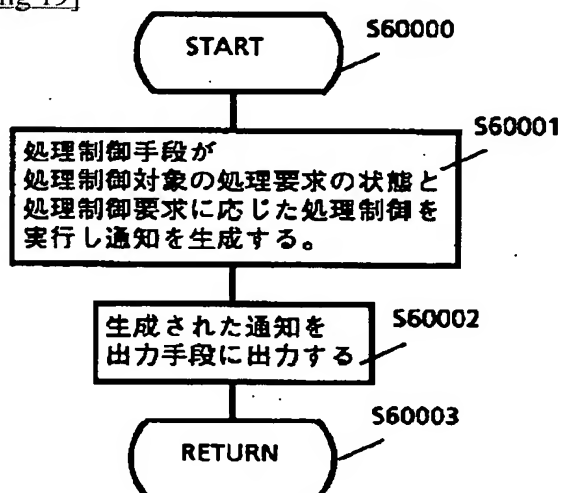 ng 19]
START
S60000
S60001
処理制御手段が
処理制御対象の処理要求の状態と
処理制御要求に応じた処理制御を
実行し通知を生成する。
生成された通知を
出力手段に出力する
S60002
S60003
RETURN